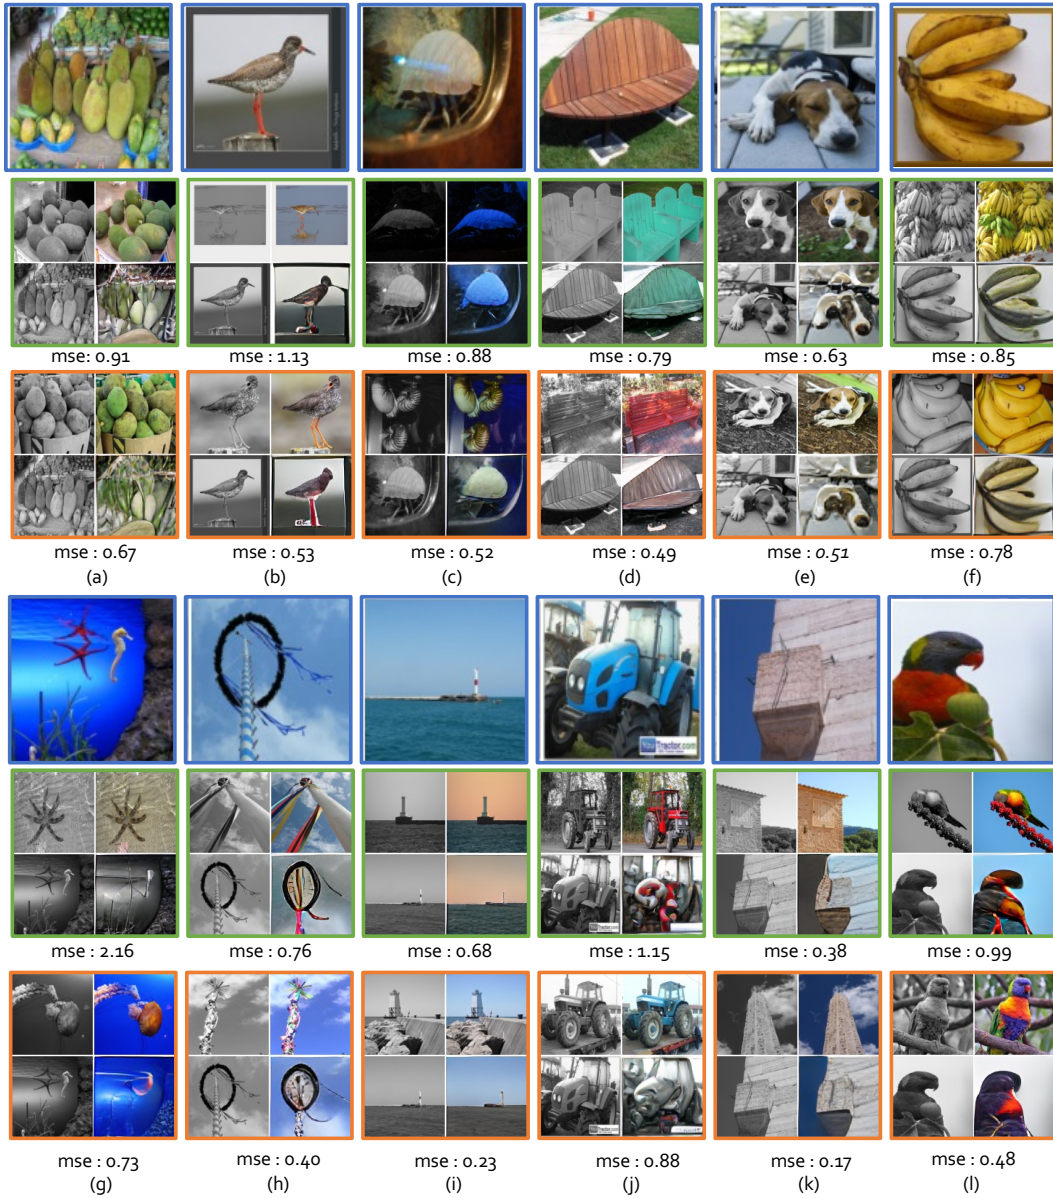 mse: 0.91 mse : 1.13 mse : 0.88 mse : 0.79 mse : 0.63 mse : 0.85
mse : 0.67 mse : 0.53 mse : 0.52 mse : 0.49 mse : 0.51 mse : 0.78
(a) (b) (c) (d) (e) (f)
YouTractor.com
mse : 2.16 mse : 0.76 mse : 0.68 mse : 1.15 mse : 0.38 mse : 0.99
mse : 0.73 mse : 0.40 mse : 0.23 mse : 0.88 mse : 0.17 mse : 0.48
(g) (h) (i) (j) (k) (l)